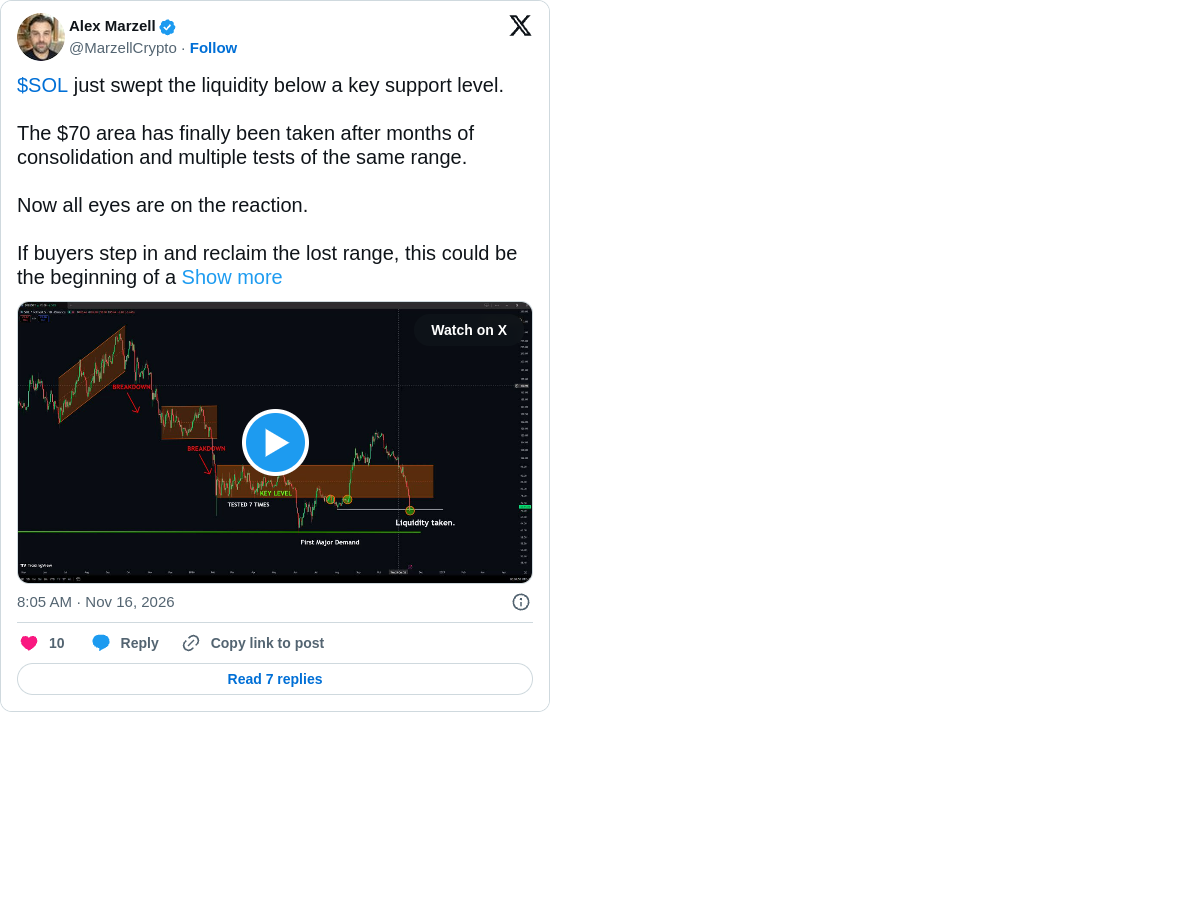 Alex Marzell
@MarzellCrypto · Follow
$SOL just swept the liquidity below a key support level.
The $70 area has finally been taken after months of
consolidation and multiple tests of the same range.
Now all eyes are on the reaction.
If buyers step in and reclaim the lost range, this could be
the beginning of a Show more
Watch on X
BREAKDOWN
BREAKDOWN
KEY LEVEL
TESTED 7 TIMES
Liquidity taken.
First Major Demand
TradingView
8:05 AM · Nov 16, 2026
10 Reply Copy link to post
Read 7 replies